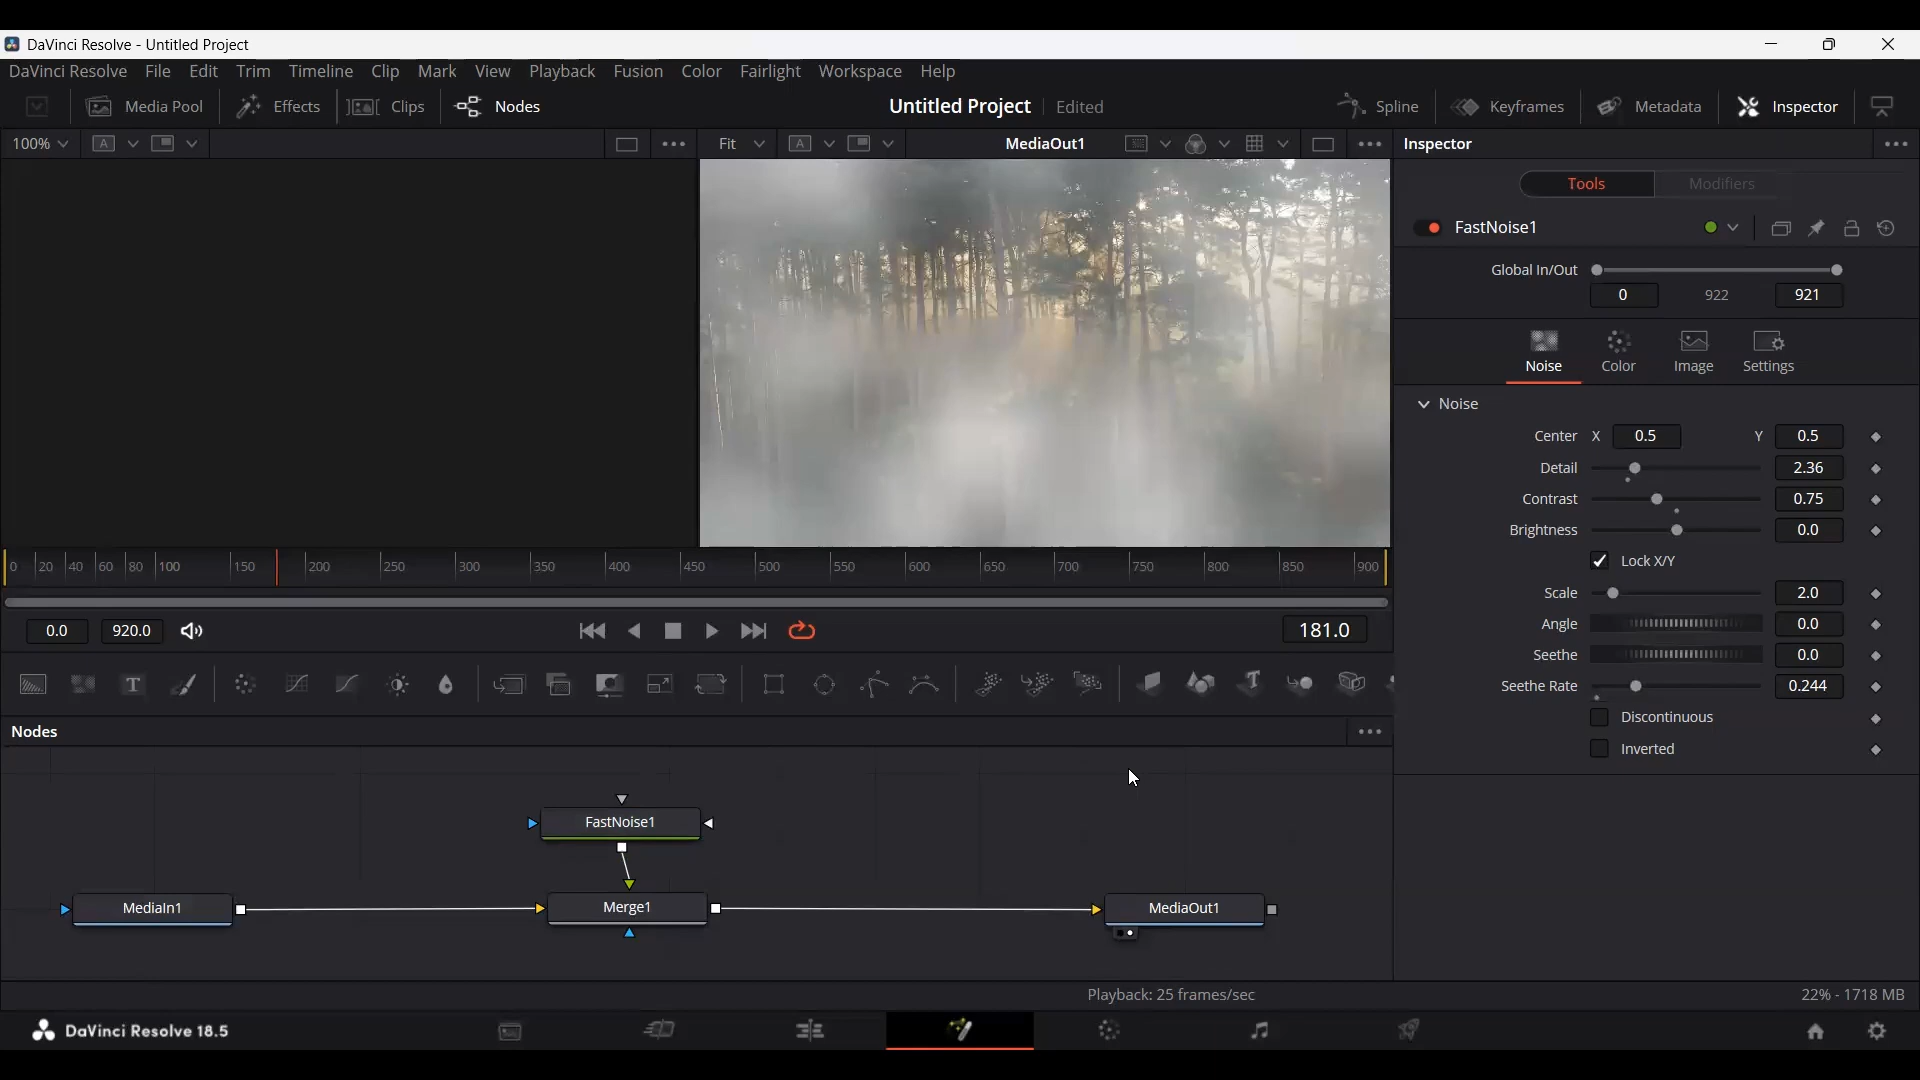 DaVinci Resolve - Untitled Project
DaVinci Resolve File Edit Trim Timeline Clip Mark View Playback Fusion Color Fairlight Workspace Help
Media Pool Effects Clips Nodes Untitled Project Edited Spline Keyframes Metadata Inspector
100% A Fit A MediaOut1 Inspector
Tools Modifiers
FastNoise1
Global In/Out
0 922 921
Noise Color Image Settings
Noise
Center X 0.5 Y 0.5
Detail 2.36
Contrast 0.75
Brightness 0.0
Lock X/Y
Scale 2.0
Angle 0.0
Seethe 0.0
Seethe Rate 0.244
Discontinuous
Inverted
0 20 40 60 80 100 150 200 250 300 350 400 450 500 550 600 650 700 750 800 850 900
0.0 920.0 181.0
T T
Nodes
FastNoise1
MediaIn1 Merge1 MediaOut1
Playback: 25 frames/sec 22% - 1718 MB
DaVinci Resolve 18.5